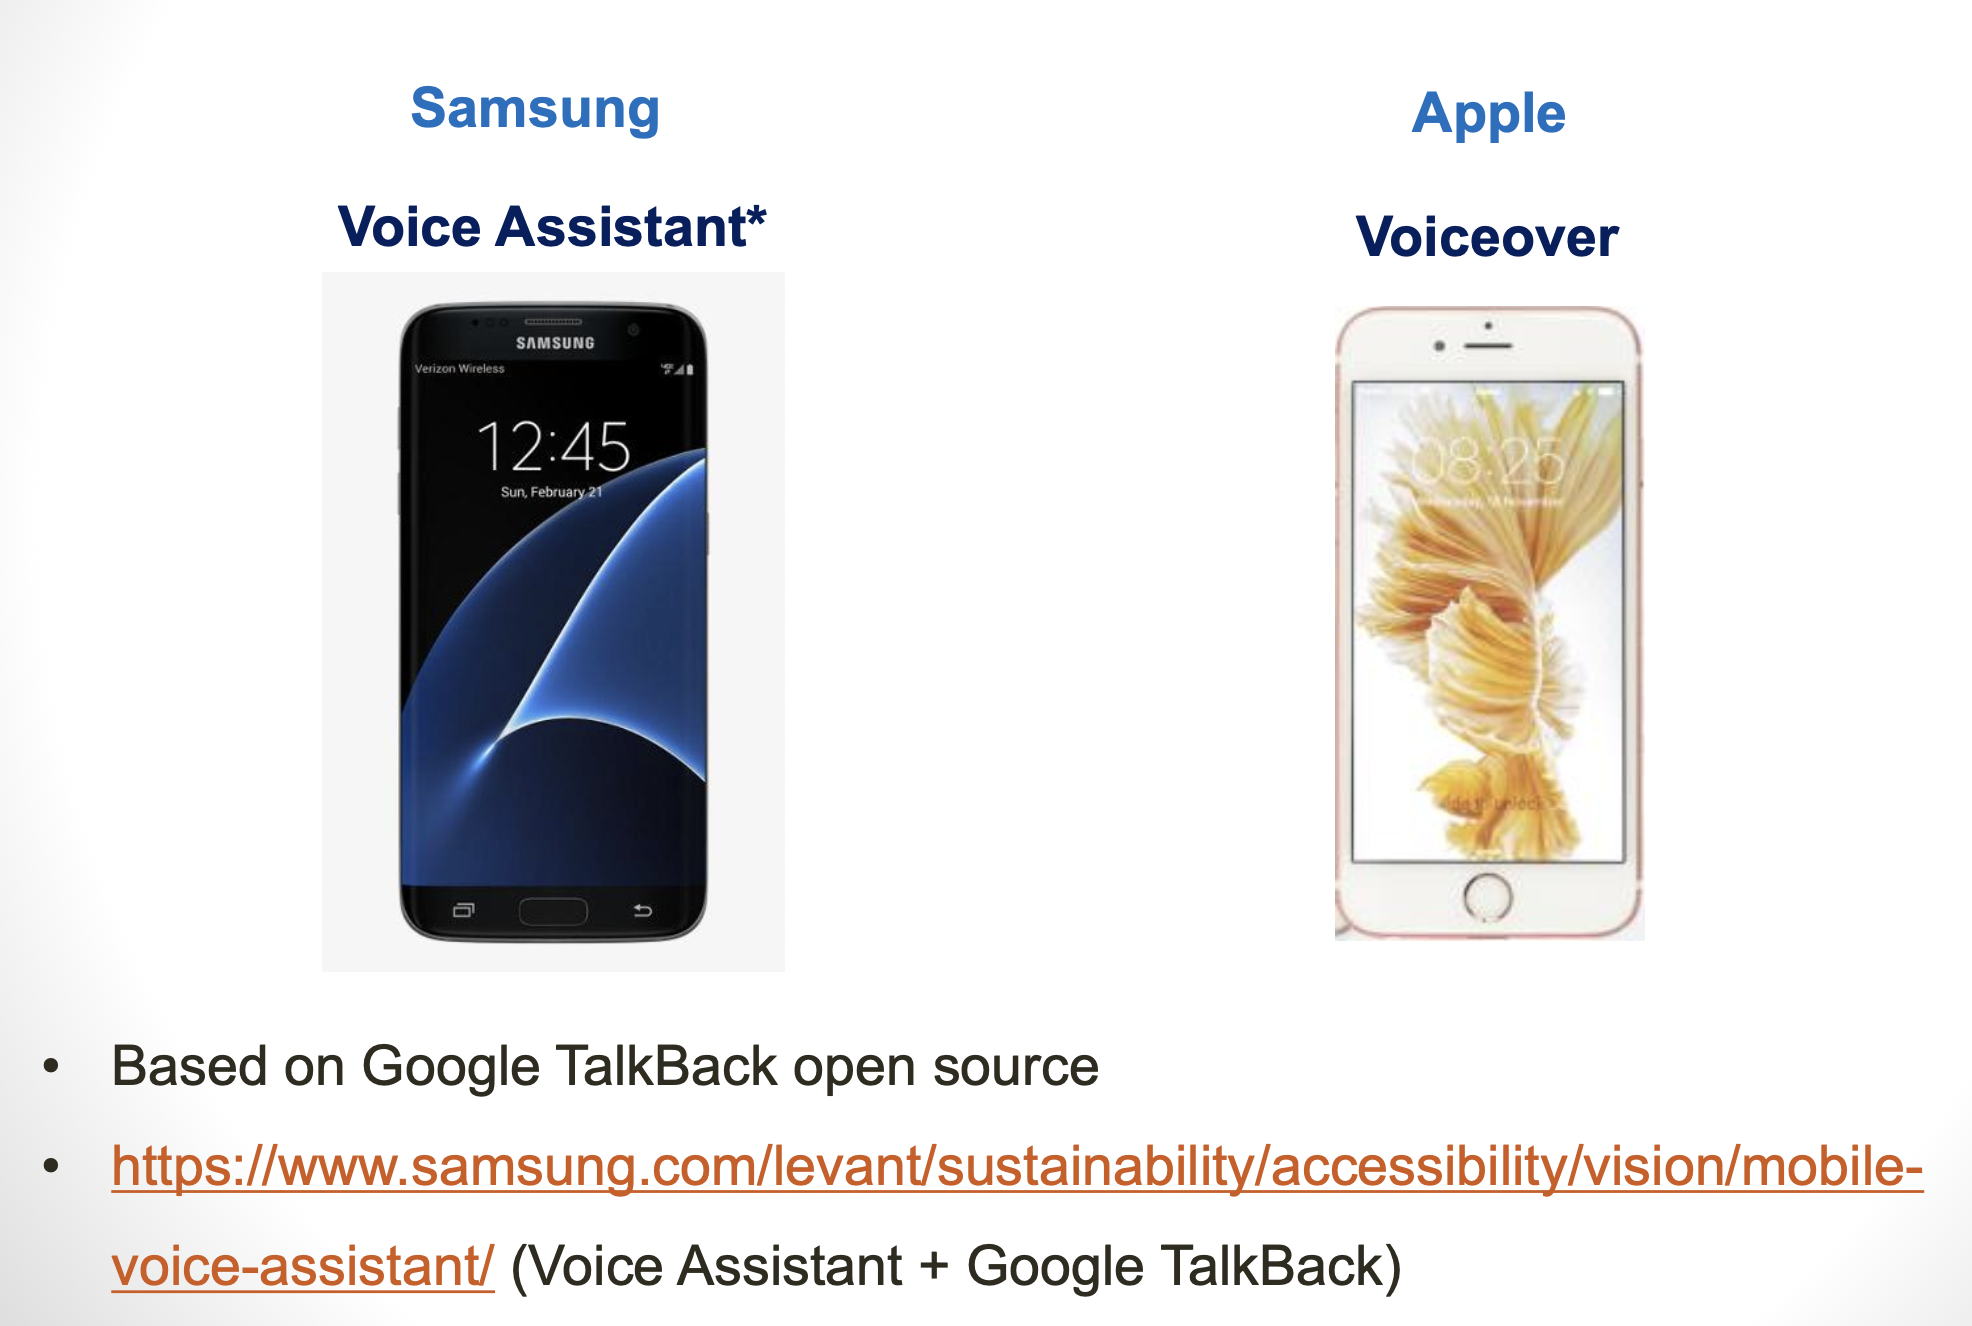 Samsung
Apple
Voice Assistant*
Voiceover
SAMSUNG
Verizon Wireless
12:45
Sun, February 21
08:25
• Based on Google TalkBack open source
• https://www.samsung.com/levant/sustainability/accessibility/vision/mobile-
voice-assistant/ (Voice Assistant + Google TalkBack)